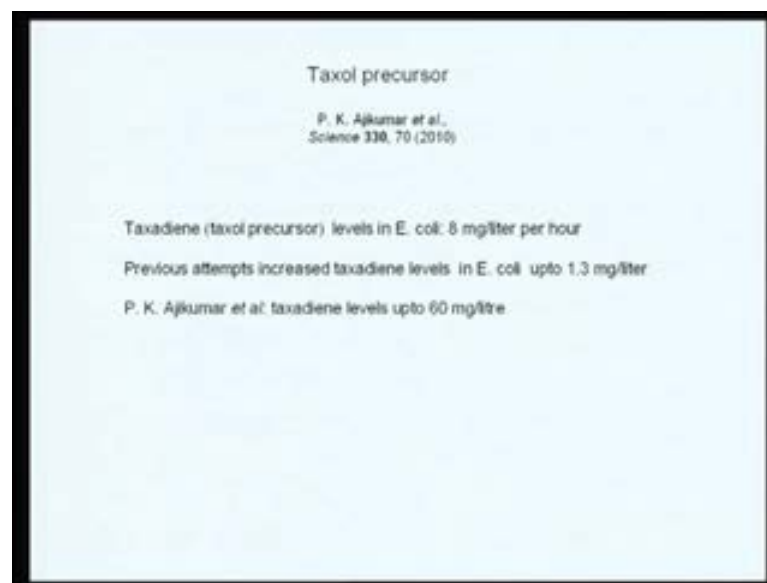 Taxol precursor
P. K. Ajikumar et al.,
Science 330, 70 (2010)
Taxadiene (taxol precursor) levels in E. coli: 8 mg/liter per hour
Previous attempts increased taxadiene levels in E. coli upto 1.3 mg/liter
P. K. Ajikumar et al: taxadiene levels upto 60 mg/litre